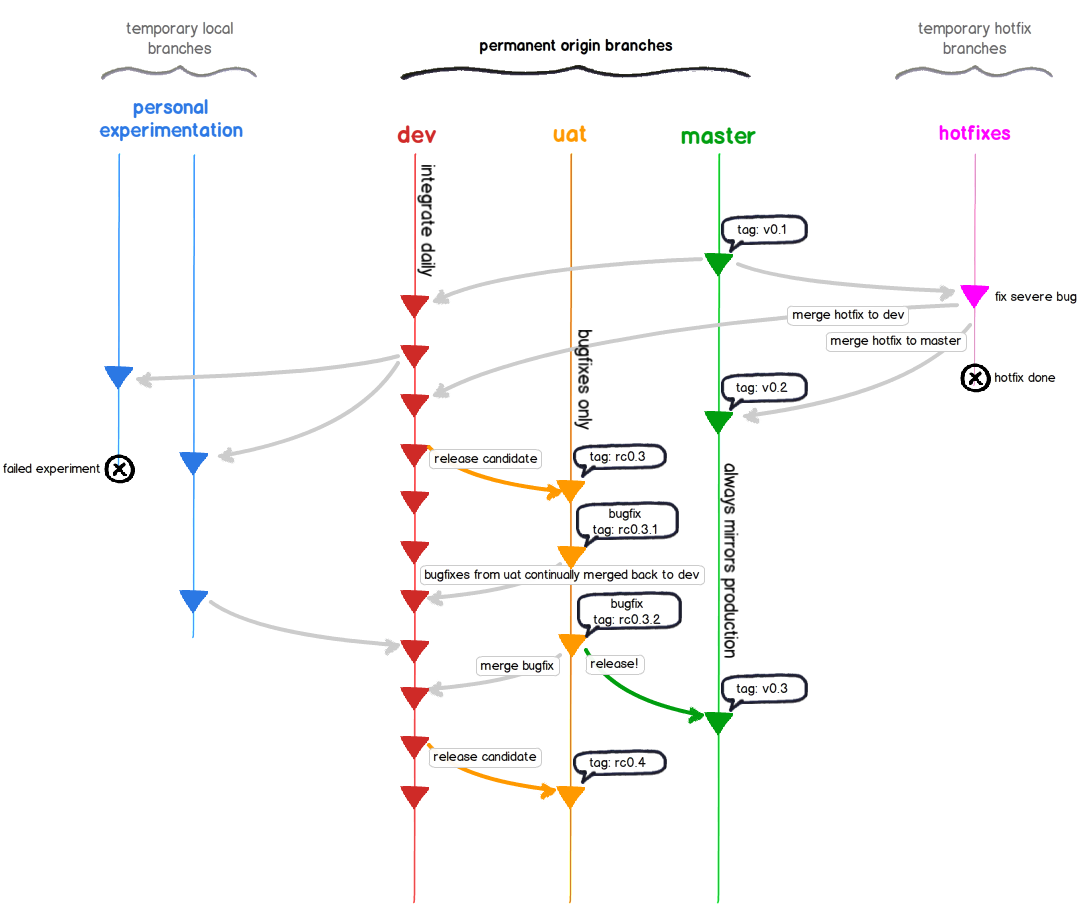 temporary local
branches
permanent origin branches
temporary hotfix
branches
personal
experimentation
dev
uat
master
hotfixes
integrate daily
tag: v0.1
fix severe bug
merge hotfix to dev
merge hotfix to master
bugfixes only
hotfix done
tag: v0.2
failed experiment
release candidate
tag: rc0.3
always mirrors production
bugfix
tag: rc0.3.1
bugfixes from uat continually merged back to dev
bugfix
tag: rc0.3.2
merge bugfix
release!
tag: v0.3
release candidate
tag: rc0.4